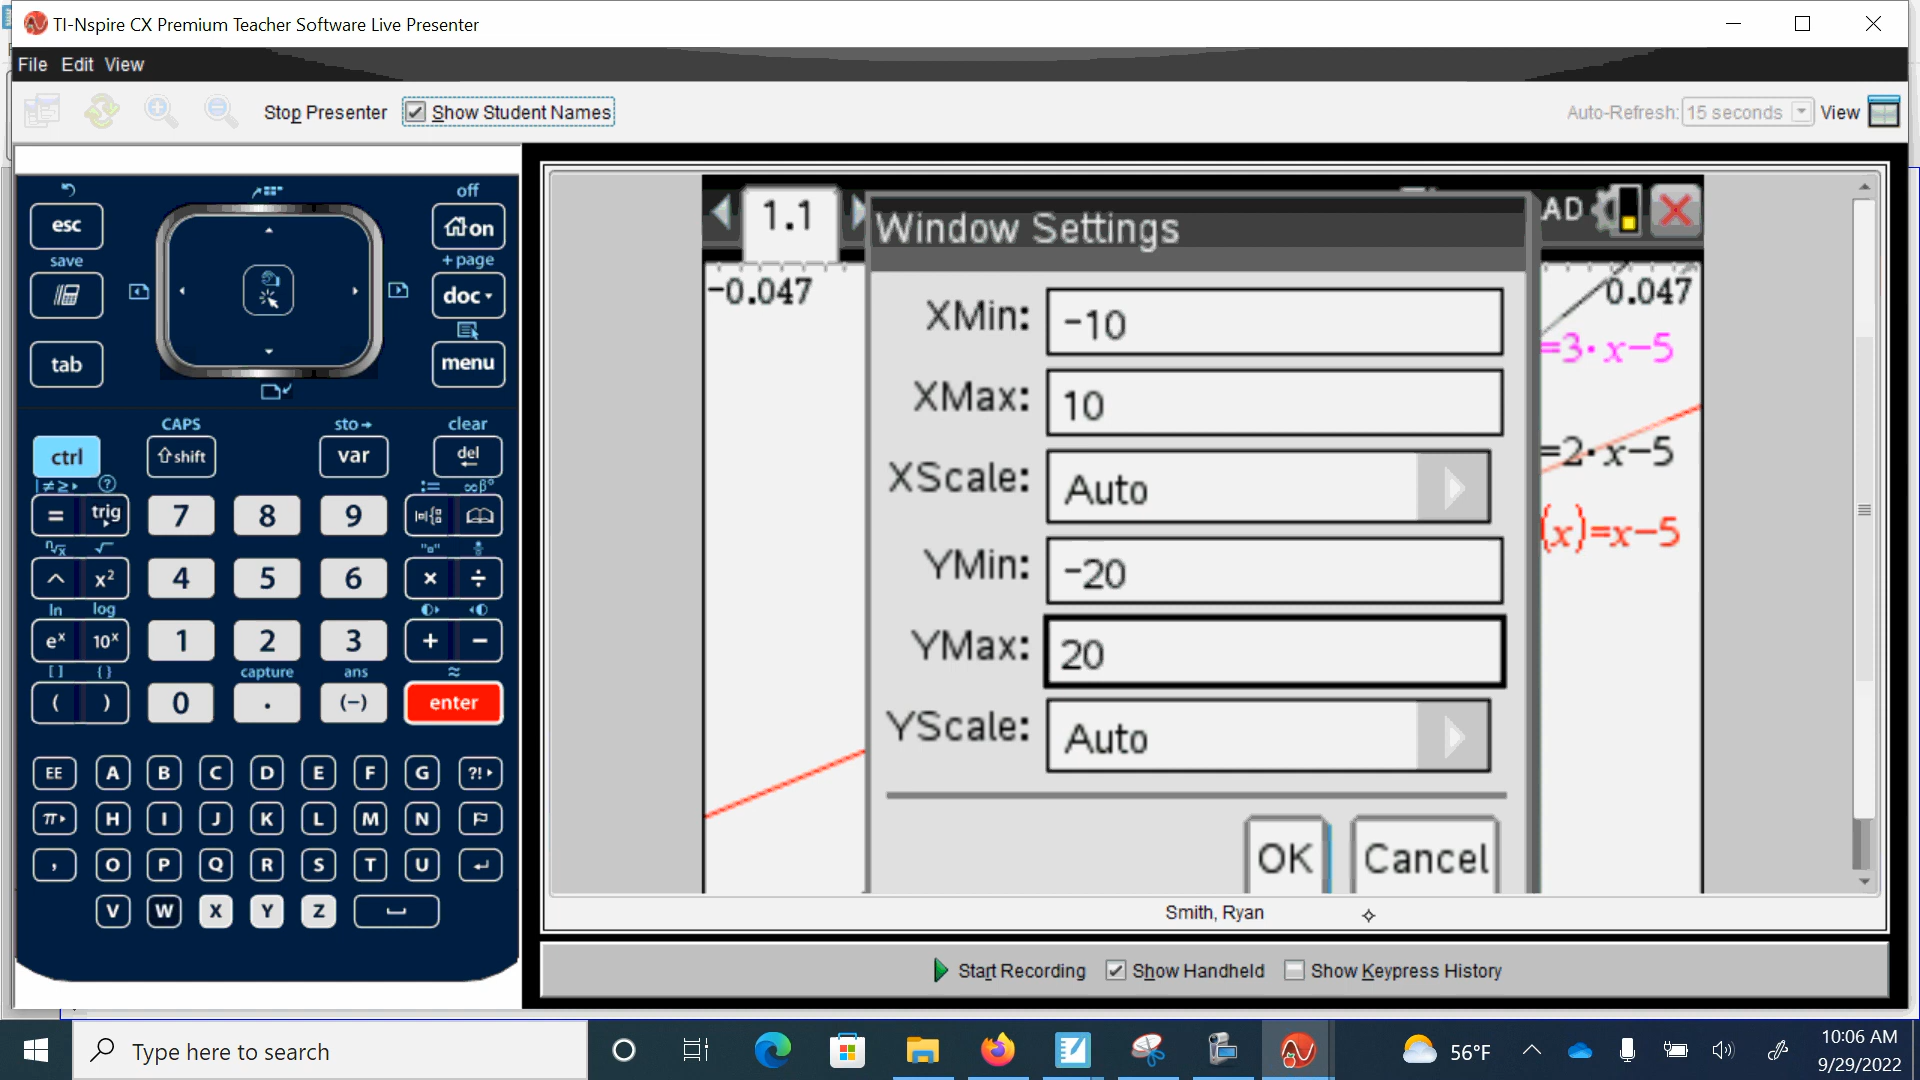 TI-Nspire CX Premium Teacher Software Live Presenter
File Edit View
Stop Presenter Show Student Names Auto-Refresh: 15 seconds View
off
esc on
save + page
doc
tab menu
CAPS sto→ clear
ctrl ⇧shift var del
|≠≥▸ ? := ∞β°
= trig 7 8 9
ⁿ√x √ "□"
^ x² 4 5 6 × ÷
ln log
eˣ 10ˣ 1 2 3 + −
[ ] { } capture ans ≈
( ) 0 . (−) enter
EE A B C D E F G ?!▸
π▸ H I J K L M N
, O P Q R S T U ↵
V W X Y Z
1.1 Window Settings AD
-0.047 0.047
XMin: -10
=3·x-5
XMax: 10
=2·x-5
XScale: Auto
(x)=x-5
YMin: -20
YMax: 20
YScale: Auto
OK Cancel
Smith, Ryan
Start Recording Show Handheld Show Keypress History
Type here to search 56°F 10:06 AM
9/29/2022